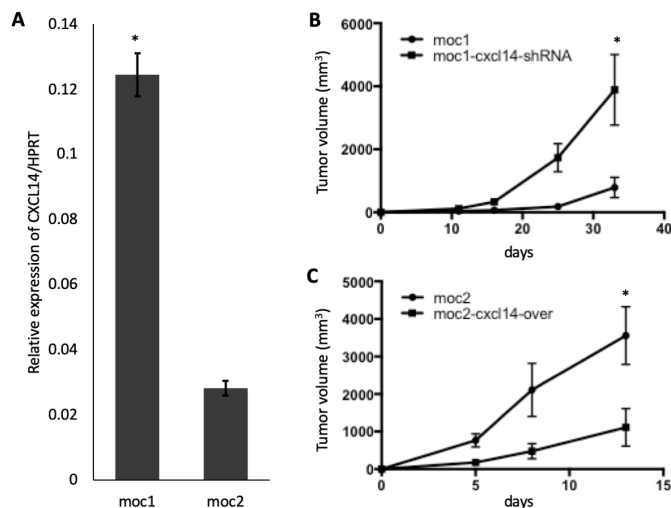 A
Relative expression of CXCL14/HPRT
0.14
0.12
0.1
0.08
0.06
0.04
0.02
0
*
moc1
moc2
B
Tumor volume (mm³)
6000
4000
2000
0
moc1
moc1-cxcl14-shRNA
*
0
10
20
30
40
days
C
Tumor volume (mm³)
5000
4000
3000
2000
1000
0
moc2
moc2-cxcl14-over
*
0
5
10
15
days